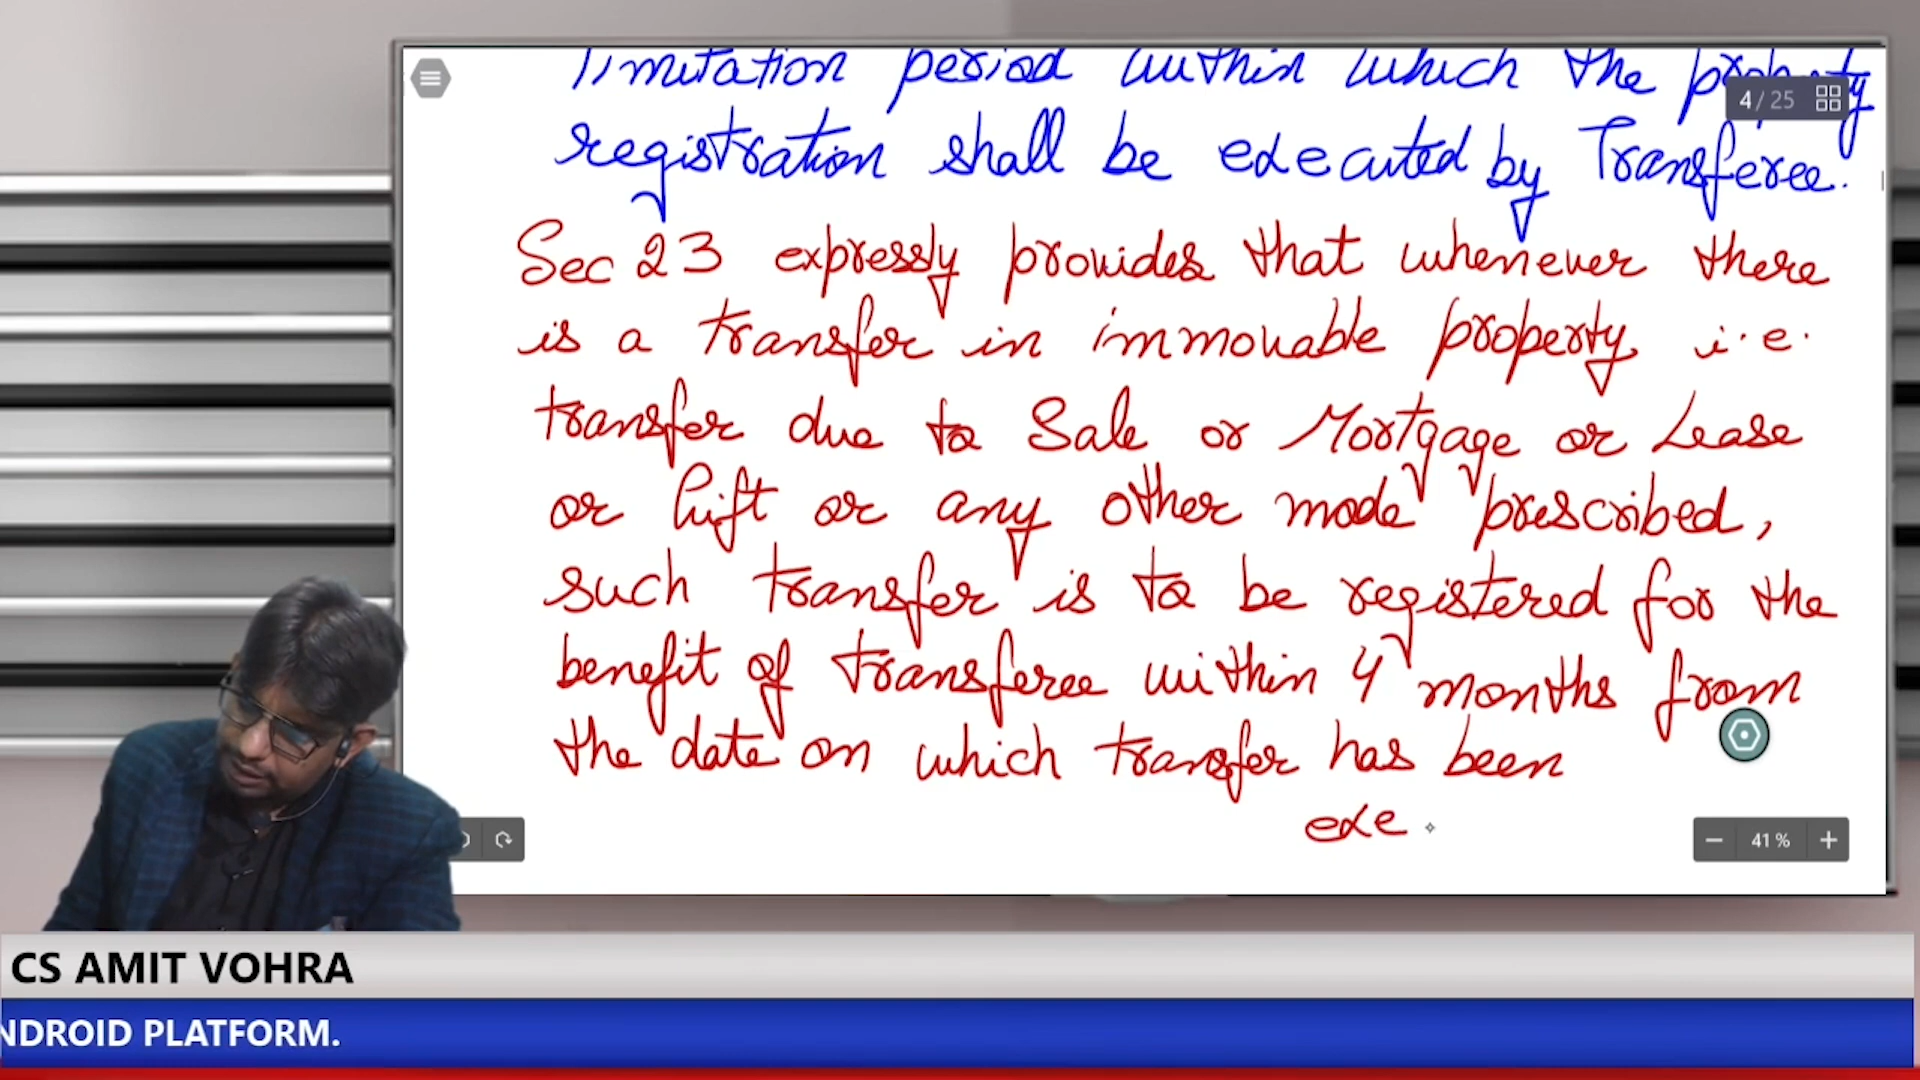 limitation period within which the property
4 / 25
registration shall be executed by Transferee.
Sec 23 expressly provides that whenever there
is a transfer in immovable property i.e.
transfer due to Sale or Mortgage or Lease
or Gift or any other mode prescribed,
such transfer is to be registered for the
benefit of transferee within 4 months from
the date on which transfer has been
exe
41 %
CS AMIT VOHRA
NDROID PLATFORM.